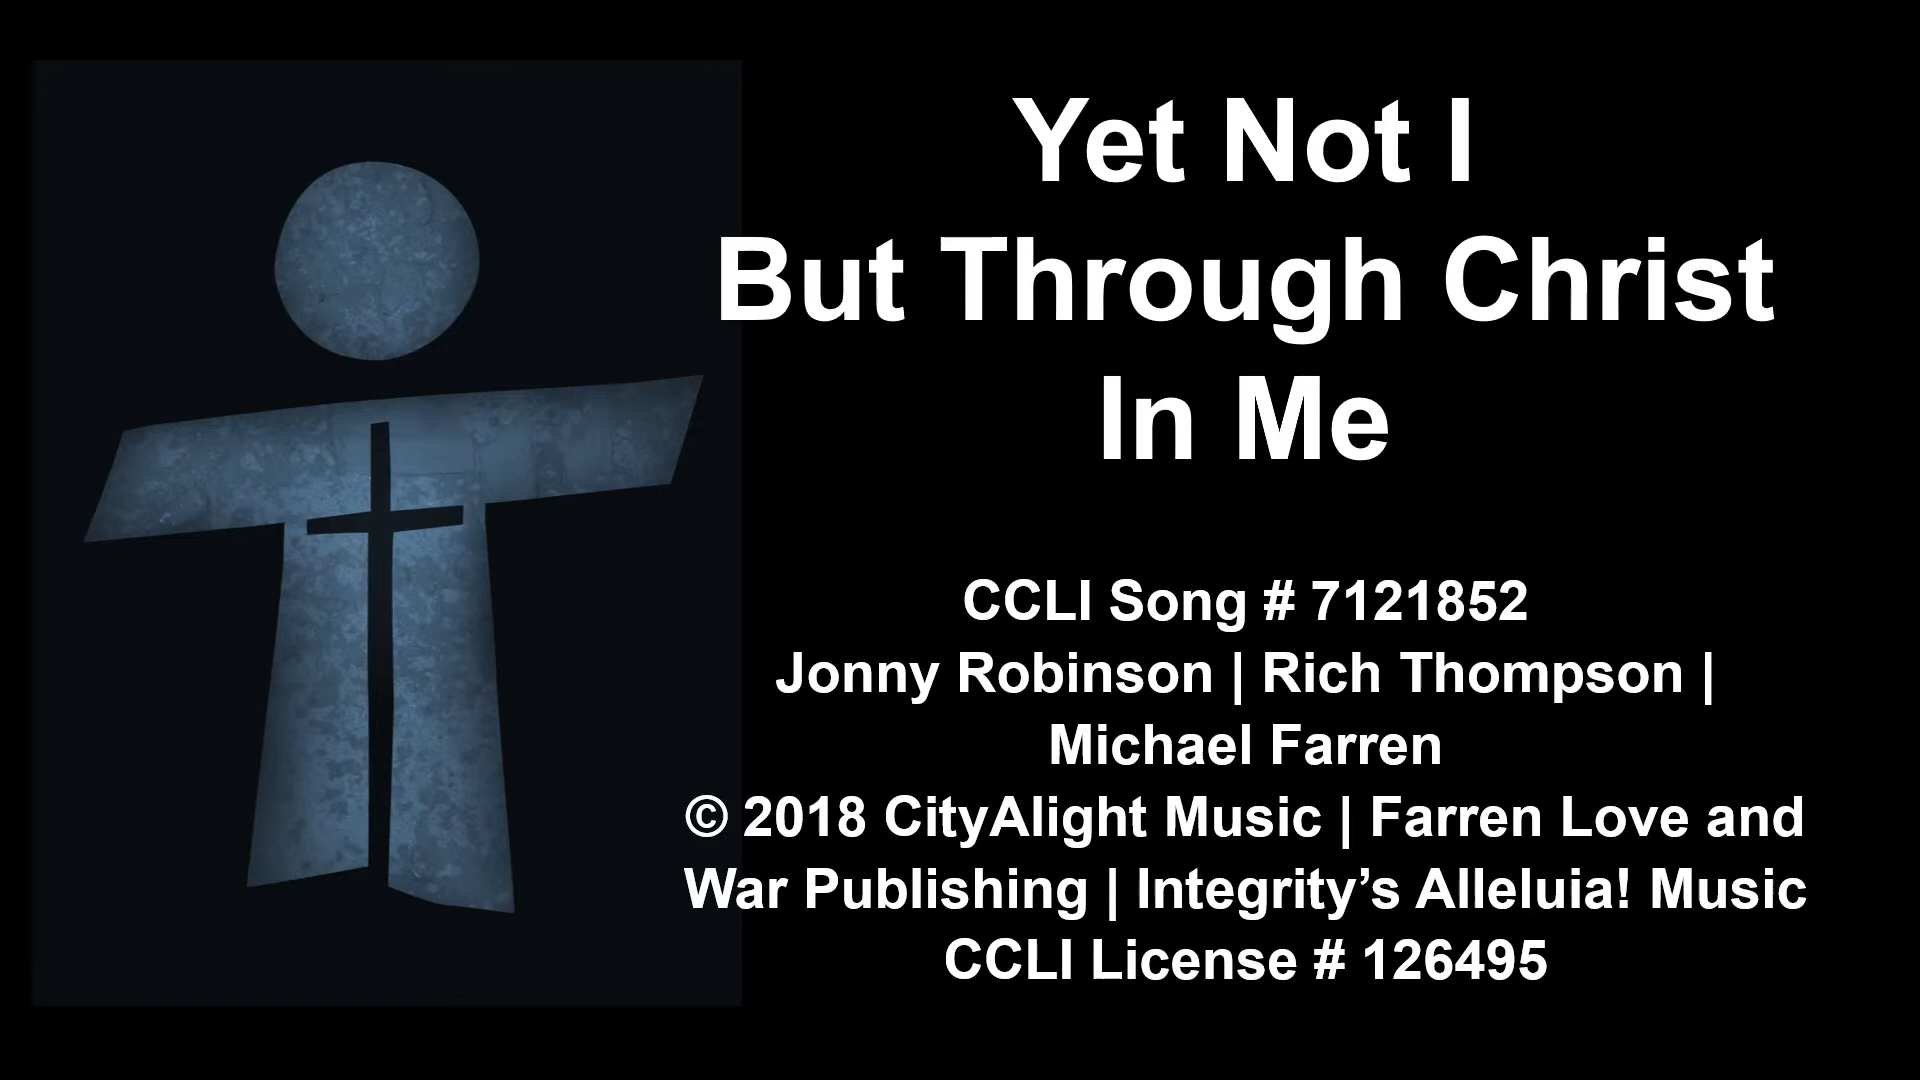 Yet Not I
But Through Christ
In Me
CCLI Song # 7121852
Jonny Robinson | Rich Thompson |
Michael Farren
© 2018 CityAlight Music | Farren Love and
War Publishing | Integrity’s Alleluia! Music
CCLI License # 126495